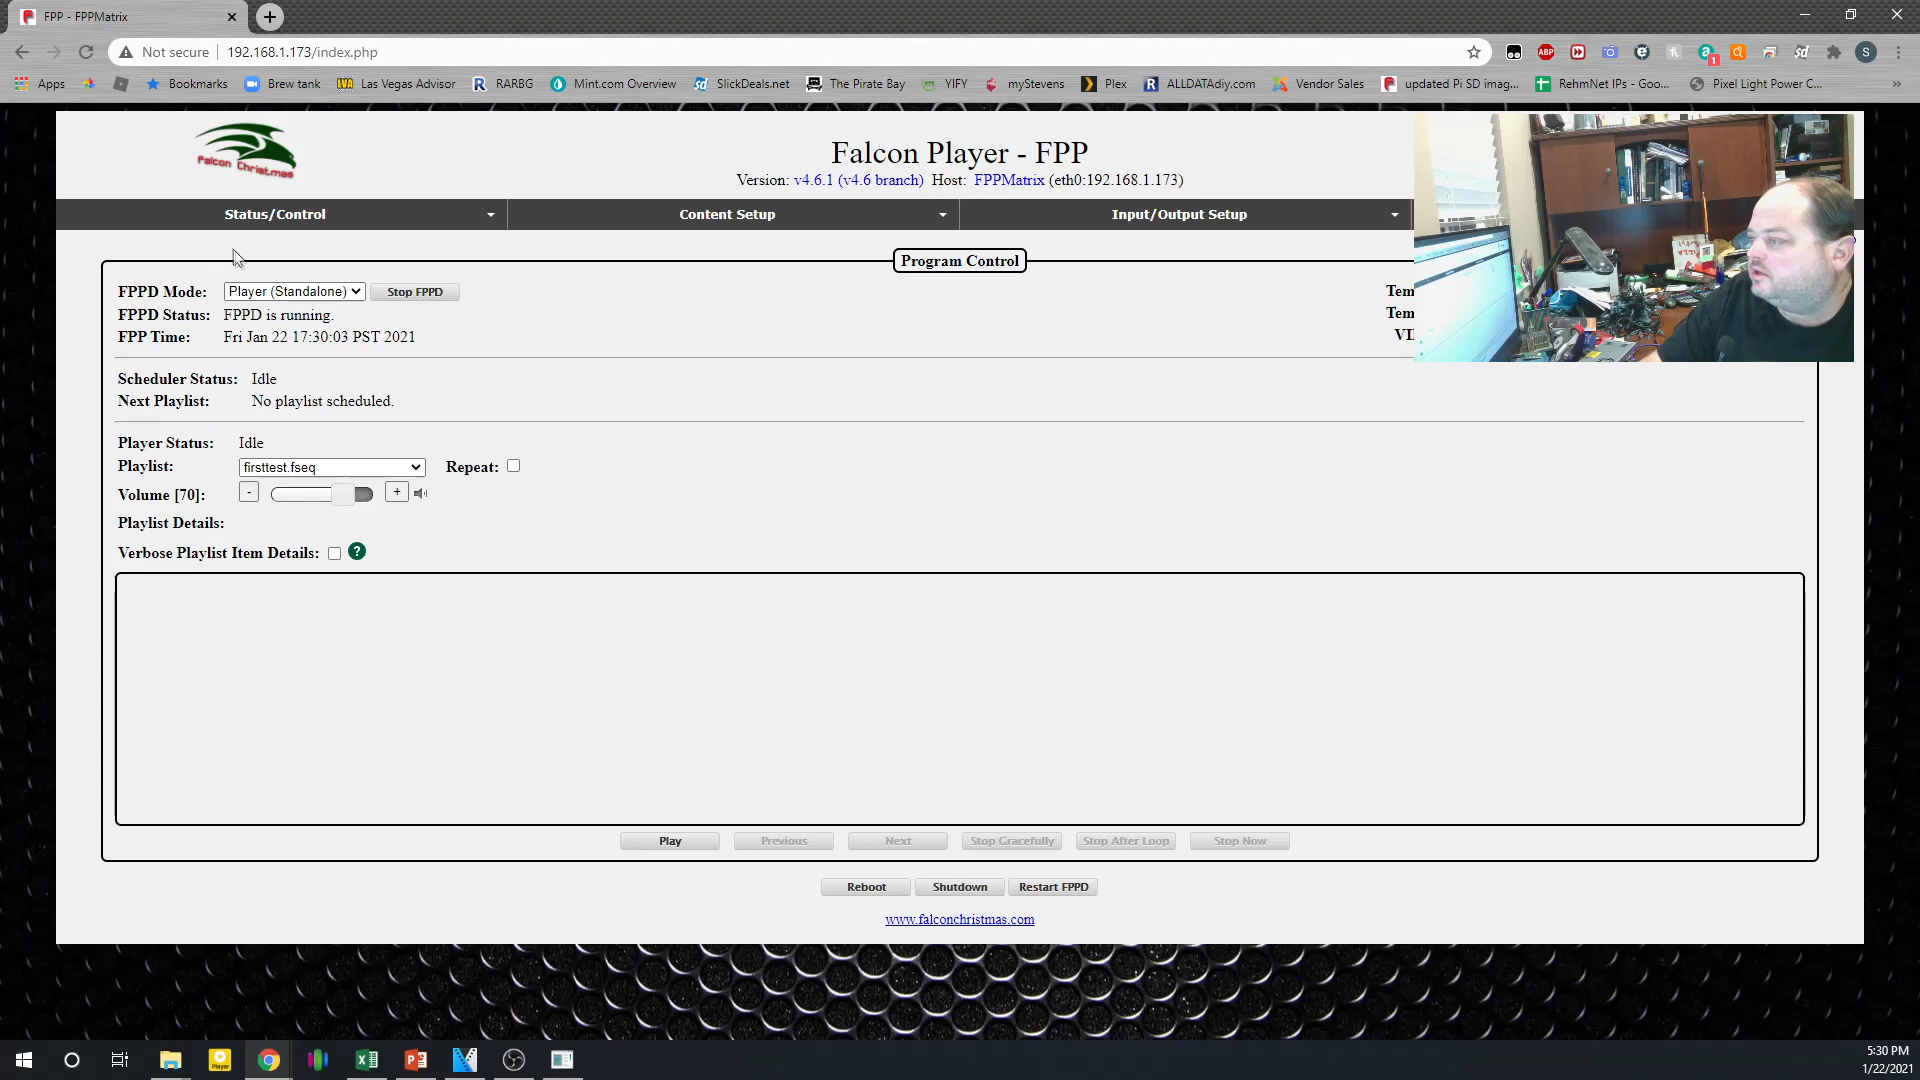 FPP - FPPMatrix
Not secure 192.168.1.173/index.php
Apps Bookmarks Brew tank Las Vegas Advisor RARBG Mint.com Overview SlickDeals.net The Pirate Bay YIFY myStevens Plex ALLDATAdiy.com Vendor Sales updated Pi SD imag... RehmNet IPs - Goo... Pixel Light Power C... »
Falcon Christmas
Falcon Player - FPP
Version: v4.6.1 (v4.6 branch) Host: FPPMatrix (eth0:192.168.1.173)
Status/Control Content Setup Input/Output Setup
Program Control
FPPD Mode: Player (Standalone) Stop FPPD
FPPD Status: FPPD is running.
FPP Time: Fri Jan 22 17:30:03 PST 2021
Tem
Tem
Scheduler Status: Idle
Next Playlist: No playlist scheduled.
Player Status: Idle
Playlist: firsttest.fseq Repeat:
Volume [70]: - +
Playlist Details:
Verbose Playlist Item Details: ?
Play Previous Next Stop Gracefully Stop After Loop Stop Now
Reboot Shutdown Restart FPPD
www.falconchristmas.com
5:30 PM
1/22/2021